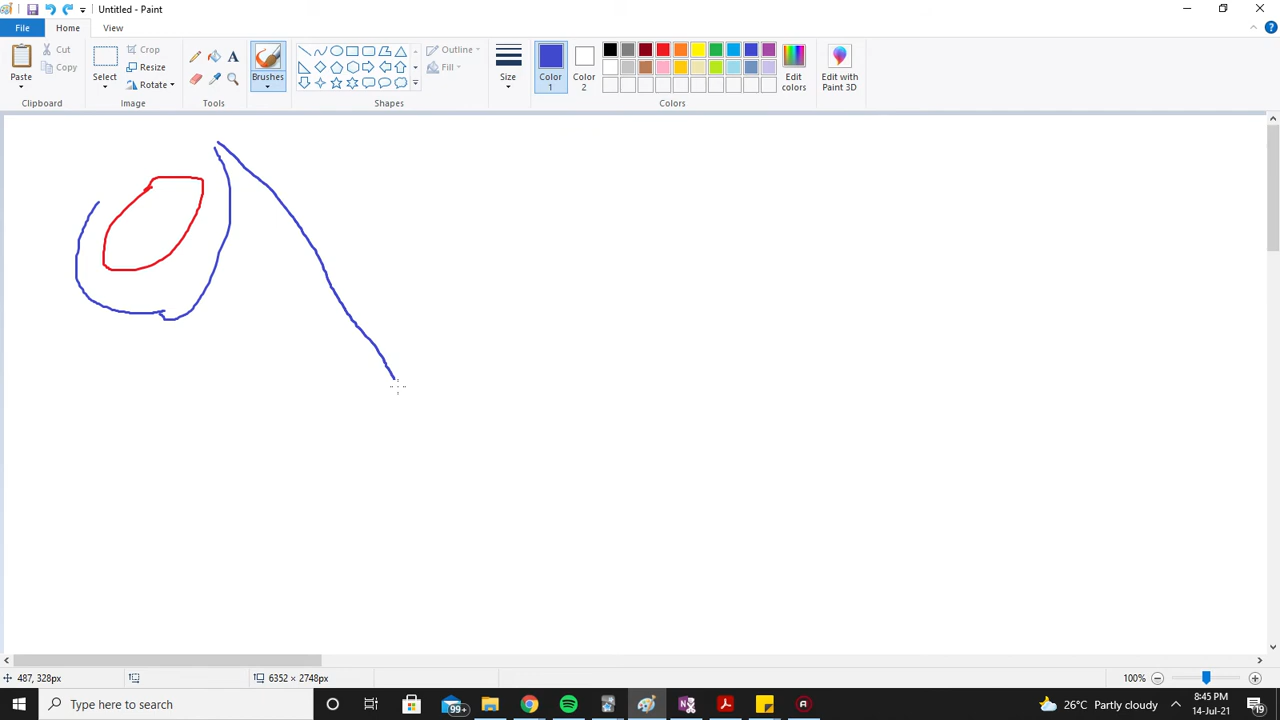 Untitled - Paint
File Home View
Paste
Cut
Copy
Clipboard
Select
Crop
Resize
Rotate
Image
A
Tools
Brushes
Outline
Fill
Shapes
Size
Color 1
Color 2
Edit colors
Colors
Edit with Paint 3D
487, 328px
6352 × 2748px
100%
Type here to search
99+
26°C Partly cloudy
8:45 PM
14-Jul-21
19